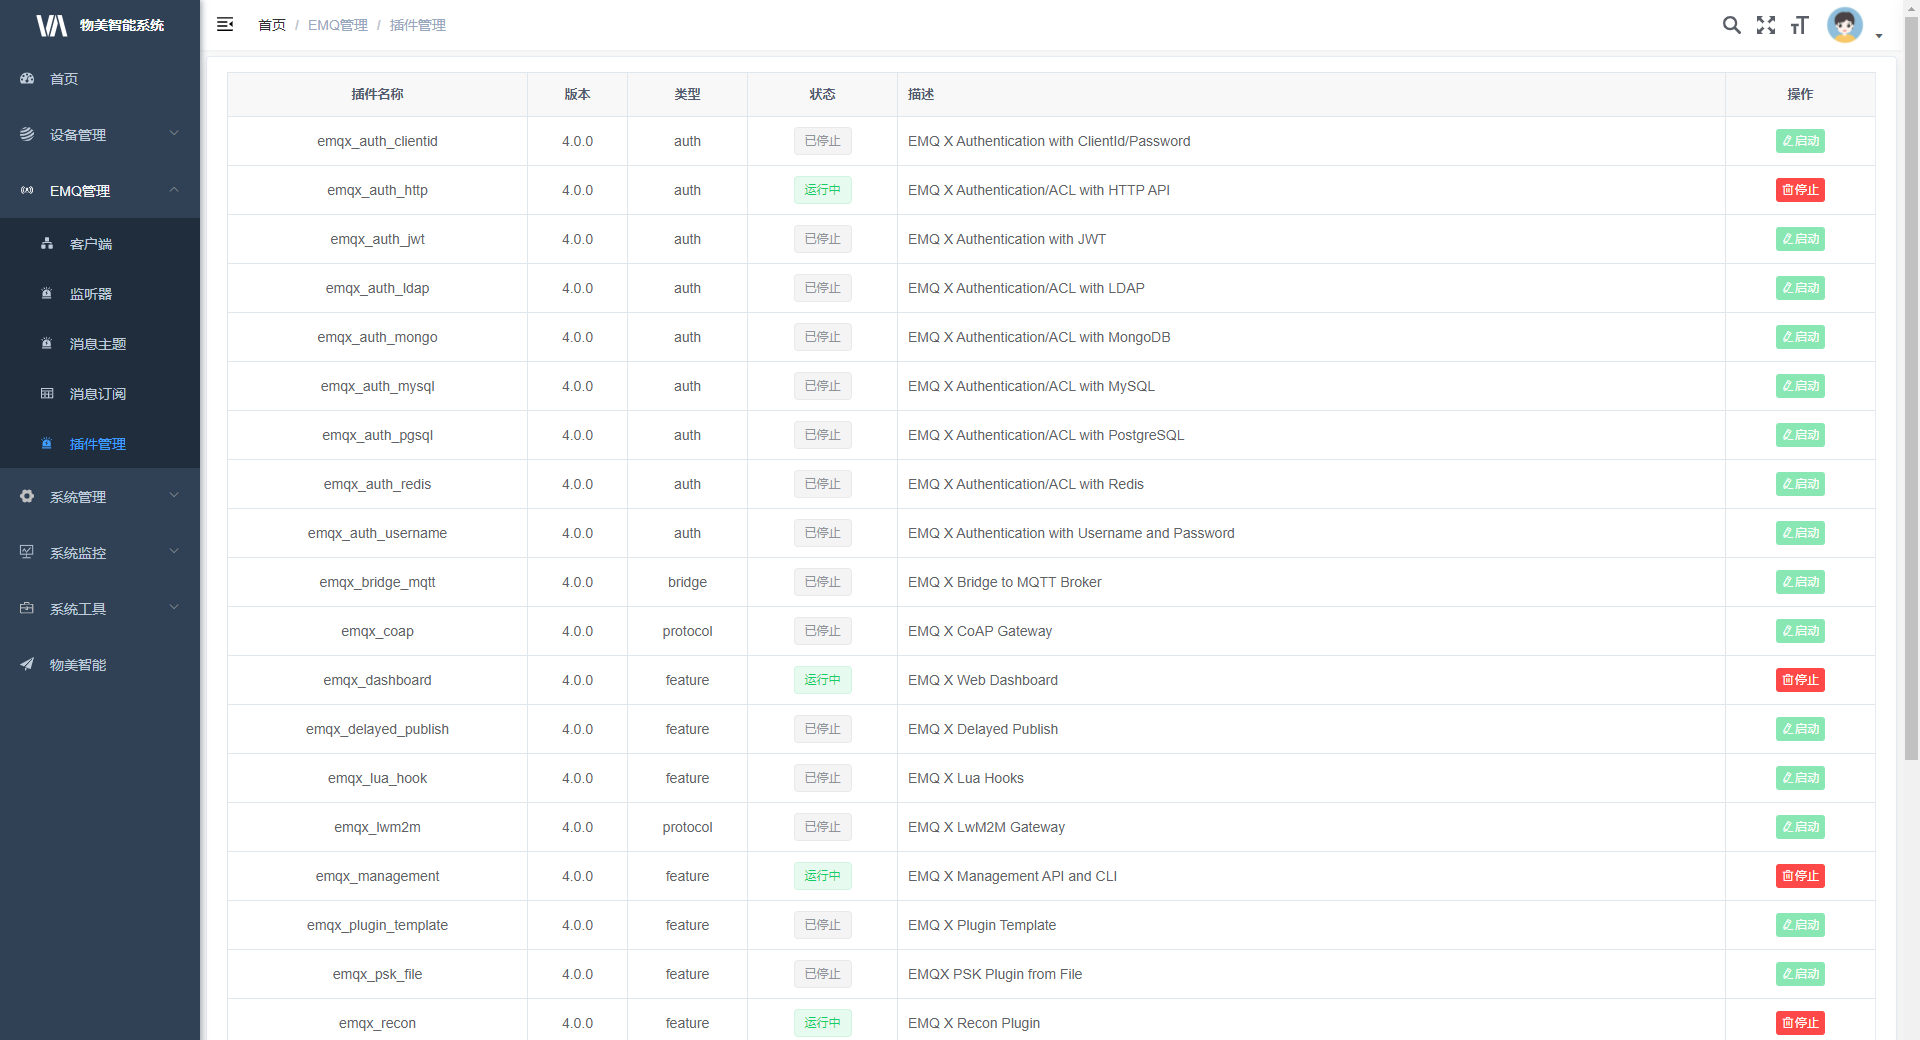 物美智能系统
首页
设备管理
EMQ管理
客户端
监听器
消息主题
消息订阅
插件管理
系统管理
系统监控
系统工具
物美智能
首页 / EMQ管理 / 插件管理
插件名称 版本 类型 状态 描述 操作
emqx_auth_clientid 4.0.0 auth 已停止 EMQ X Authentication with ClientId/Password 启动
emqx_auth_http 4.0.0 auth 运行中 EMQ X Authentication/ACL with HTTP API 停止
emqx_auth_jwt 4.0.0 auth 已停止 EMQ X Authentication with JWT 启动
emqx_auth_ldap 4.0.0 auth 已停止 EMQ X Authentication/ACL with LDAP 启动
emqx_auth_mongo 4.0.0 auth 已停止 EMQ X Authentication/ACL with MongoDB 启动
emqx_auth_mysql 4.0.0 auth 已停止 EMQ X Authentication/ACL with MySQL 启动
emqx_auth_pgsql 4.0.0 auth 已停止 EMQ X Authentication/ACL with PostgreSQL 启动
emqx_auth_redis 4.0.0 auth 已停止 EMQ X Authentication/ACL with Redis 启动
emqx_auth_username 4.0.0 auth 已停止 EMQ X Authentication with Username and Password 启动
emqx_bridge_mqtt 4.0.0 bridge 已停止 EMQ X Bridge to MQTT Broker 启动
emqx_coap 4.0.0 protocol 已停止 EMQ X CoAP Gateway 启动
emqx_dashboard 4.0.0 feature 运行中 EMQ X Web Dashboard 停止
emqx_delayed_publish 4.0.0 feature 已停止 EMQ X Delayed Publish 启动
emqx_lua_hook 4.0.0 feature 已停止 EMQ X Lua Hooks 启动
emqx_lwm2m 4.0.0 protocol 已停止 EMQ X LwM2M Gateway 启动
emqx_management 4.0.0 feature 运行中 EMQ X Management API and CLI 停止
emqx_plugin_template 4.0.0 feature 已停止 EMQ X Plugin Template 启动
emqx_psk_file 4.0.0 feature 已停止 EMQX PSK Plugin from File 启动
emqx_recon 4.0.0 feature 运行中 EMQ X Recon Plugin 停止